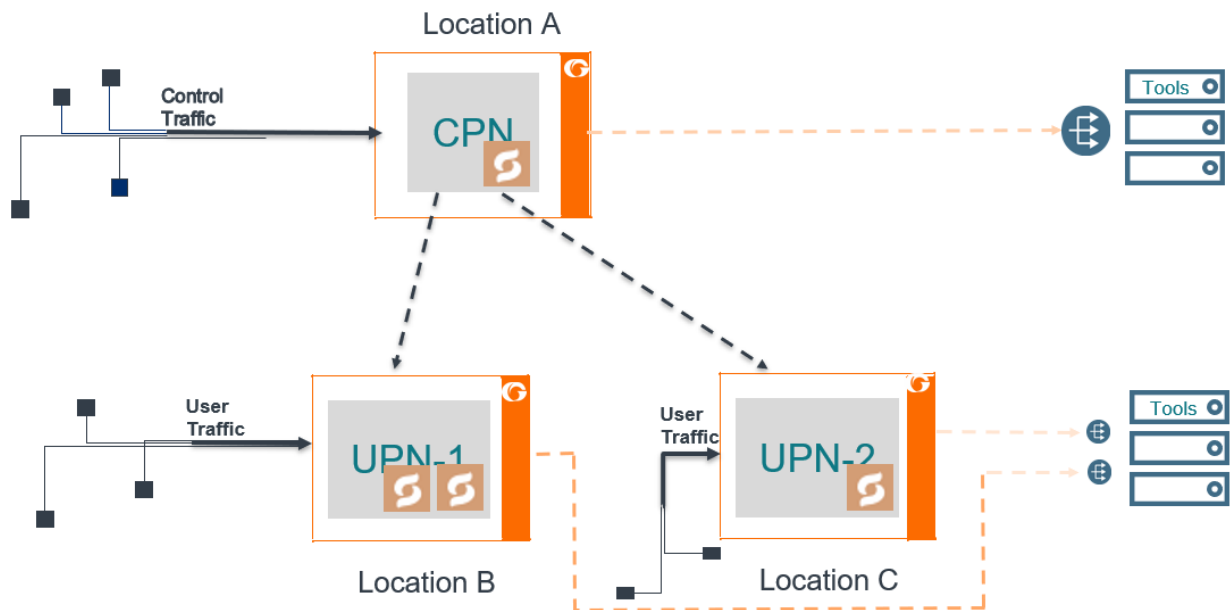 Location A
Control
Traffic
CPN
Tools
User
Traffic
UPN-1
Location B
User
Traffic
UPN-2
Location C
Tools